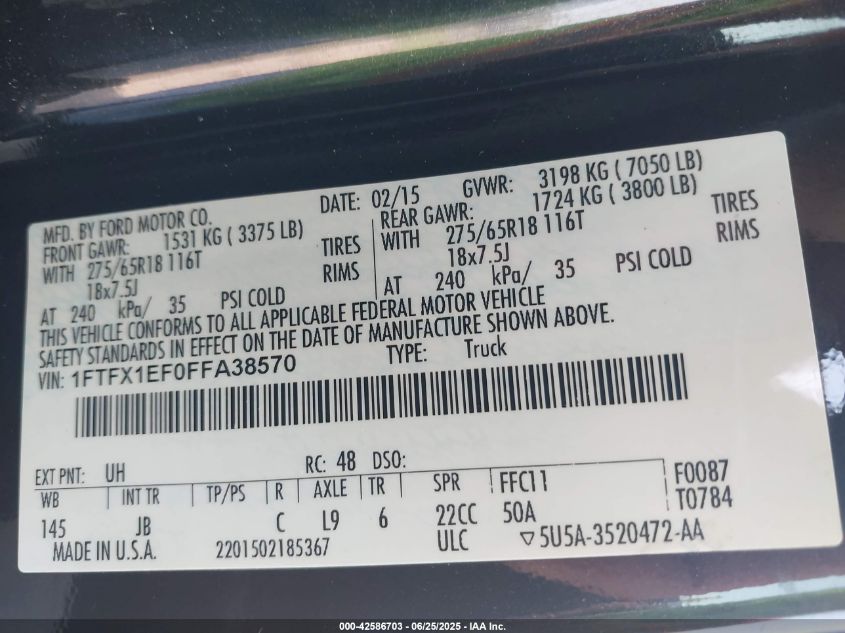 MFD. BY FORD MOTOR CO.
DATE: 02/15
GVWR: 3198 KG ( 7050 LB)
FRONT GAWR: 1531 KG ( 3375 LB)
REAR GAWR: 1724 KG ( 3800 LB)
WITH 275/65R18 116T TIRES
WITH 275/65R18 116T TIRES
18x7.5J RIMS
18x7.5J RIMS
AT 240 kPa/ 35 PSI COLD
AT 240 kPa/ 35 PSI COLD
THIS VEHICLE CONFORMS TO ALL APPLICABLE FEDERAL MOTOR VEHICLE
SAFETY STANDARDS IN EFFECT ON THE DATE OF MANUFACTURE SHOWN ABOVE.
VIN: 1FTFX1EF0FFA38570
TYPE: Truck
EXT PNT: UH RC: 48 DSO:
WB INT TR TP/PS R AXLE TR SPR FFC11 F0087
145 JB C L9 6 22CC 50A T0784
MADE IN U.S.A. 2201502185367 ULC ▽5U5A-3520472-AA
000-42586703 - 06/25/2025 - IAA Inc.